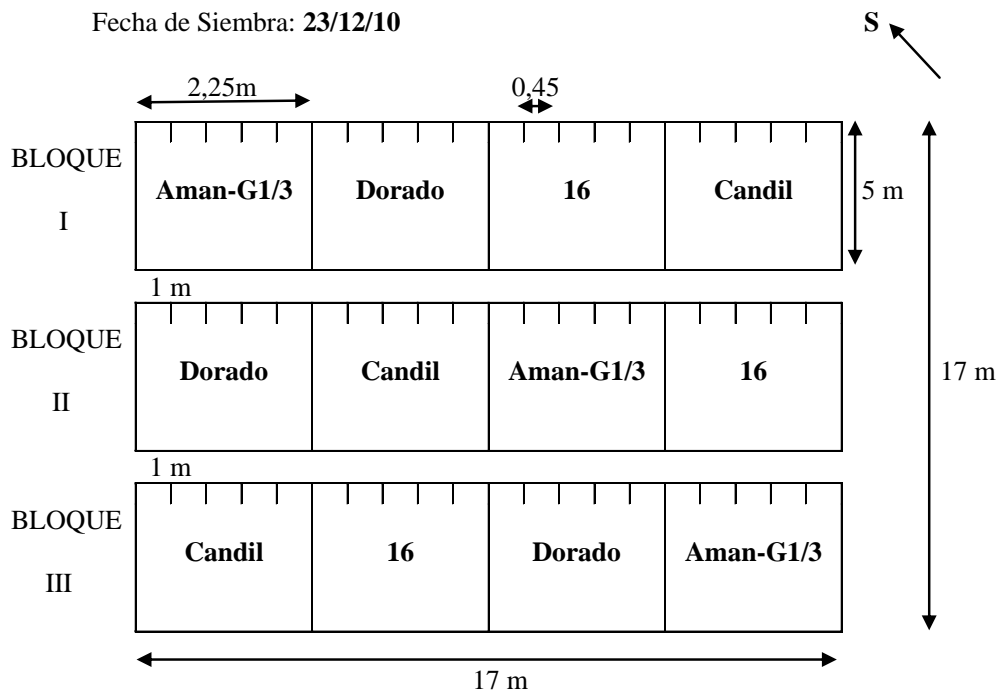 Fecha de Siembra: 23/12/10
S
2,25m
0,45
BLOQUE
I
Aman-G1/3
Dorado
16
Candil
5 m
1 m
BLOQUE
II
Dorado
Candil
Aman-G1/3
16
17 m
1 m
BLOQUE
III
Candil
16
Dorado
Aman-G1/3
17 m